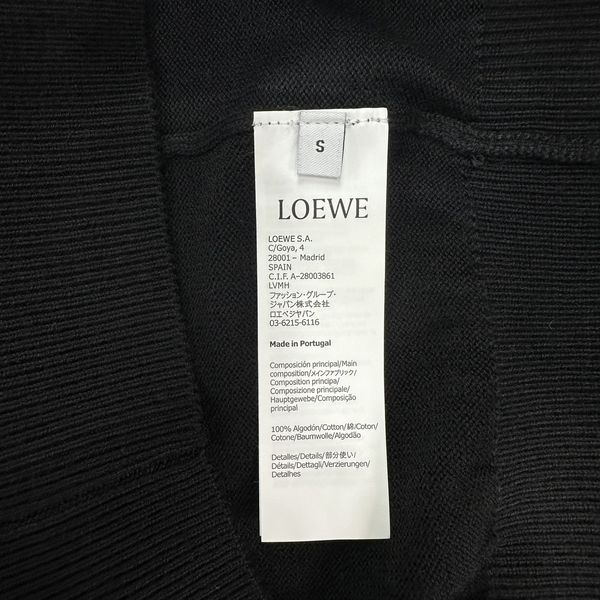 S
LOEWE
LOEWE S.A.
C/Goya, 4
28001 – Madrid
SPAIN
C.I.F. A–28003861
LVMH
ファッション・グループ・
ジャパン株式会社
ロエベジャパン
03-6215-6116
Made in Portugal
Composición principal/Main
composition/メインファブリック/
Composition principa/
Composizione principale/
Hauptgewebe/Composição
principal
100% Algodón/Cotton/綿/Coton/
Cotone/Baumwolle/Algodão
Detalles/Details/部分使い/
Détails/Dettagli/Verzierungen/
Detalhes